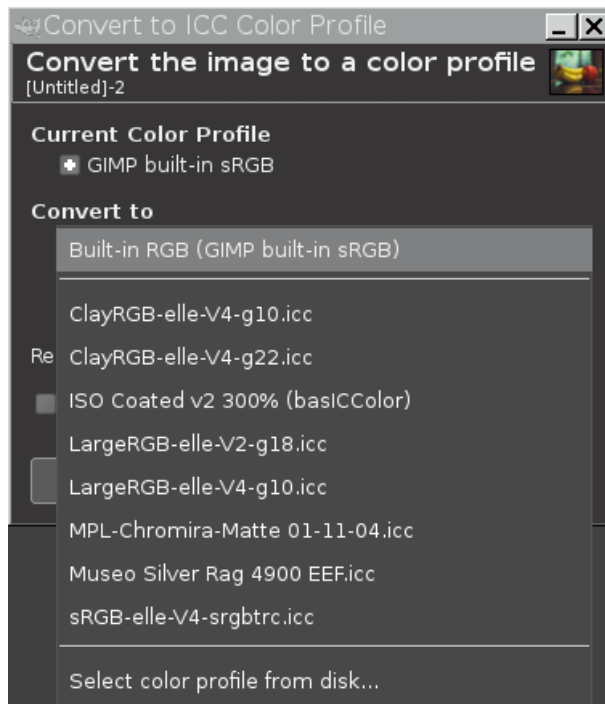 Convert to ICC Color Profile
Convert the image to a color profile
[Untitled]-2
Current Color Profile
GIMP built-in sRGB
Convert to
Built-in RGB (GIMP built-in sRGB)
ClayRGB-elle-V4-g10.icc
Re
ClayRGB-elle-V4-g22.icc
ISO Coated v2 300% (basICColor)
LargeRGB-elle-V2-g18.icc
LargeRGB-elle-V4-g10.icc
MPL-Chromira-Matte 01-11-04.icc
Museo Silver Rag 4900 EEF.icc
sRGB-elle-V4-srgbtrc.icc
Select color profile from disk...